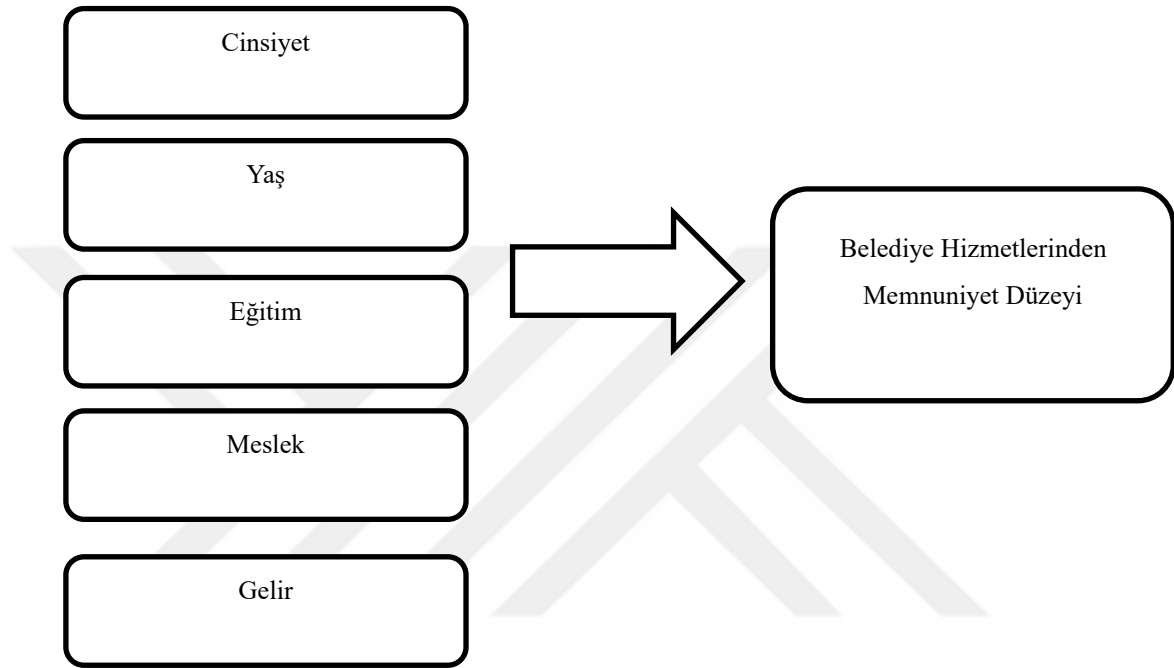 Cinsiyet
Yaş
Eğitim
Meslek
Gelir
Belediye Hizmetlerinden
Memnuniyet Düzeyi